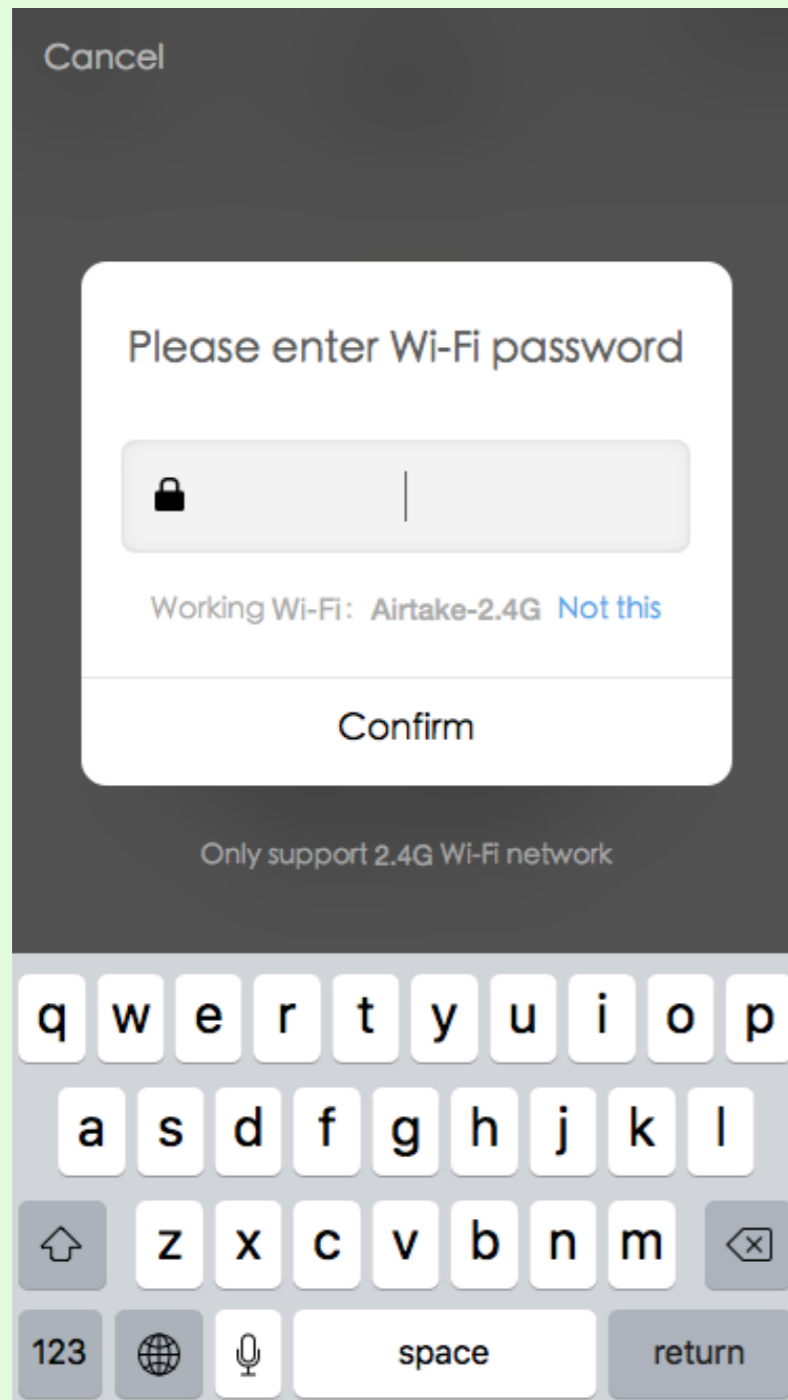 Cancel
Please enter Wi-Fi password
Working Wi-Fi: Airtake-2.4G Not this
Confirm
Only support 2.4G Wi-Fi network
q w e r t y u i o p
a s d f g h j k l
z x c v b n m
123 space return